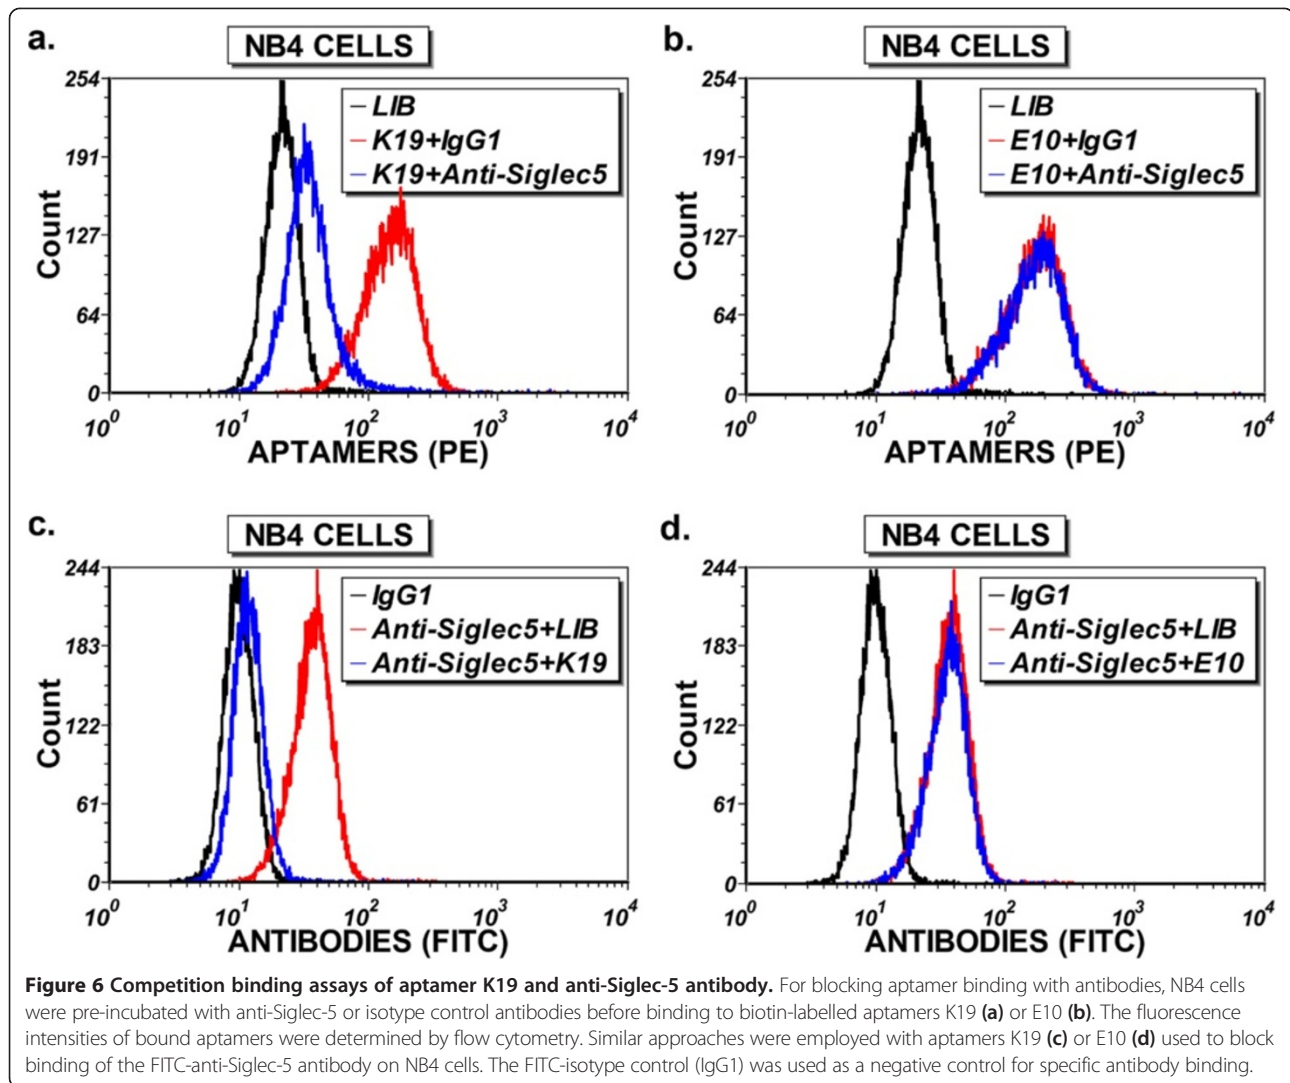 a.
NB4 CELLS
254
191
127
64
0
Count
LIB
K19+IgG1
K19+Anti-Siglec5
10^0
10^1
10^2
10^3
10^4
APTAMERS (PE)
b.
NB4 CELLS
254
191
127
64
0
Count
LIB
E10+IgG1
E10+Anti-Siglec5
10^0
10^1
10^2
10^3
10^4
APTAMERS (PE)
c.
NB4 CELLS
244
183
122
61
0
Count
IgG1
Anti-Siglec5+LIB
Anti-Siglec5+K19
10^0
10^1
10^2
10^3
10^4
ANTIBODIES (FITC)
d.
NB4 CELLS
244
183
122
61
0
Count
IgG1
Anti-Siglec5+LIB
Anti-Siglec5+E10
10^0
10^1
10^2
10^3
10^4
ANTIBODIES (FITC)
Figure 6 Competition binding assays of aptamer K19 and anti-Siglec-5 antibody. For blocking aptamer binding with antibodies, NB4 cells
were pre-incubated with anti-Siglec-5 or isotype control antibodies before binding to biotin-labelled aptamers K19 (a) or E10 (b). The fluorescence
intensities of bound aptamers were determined by flow cytometry. Similar approaches were employed with aptamers K19 (c) or E10 (d) used to block
binding of the FITC-anti-Siglec-5 antibody on NB4 cells. The FITC-isotype control (IgG1) was used as a negative control for specific antibody binding.